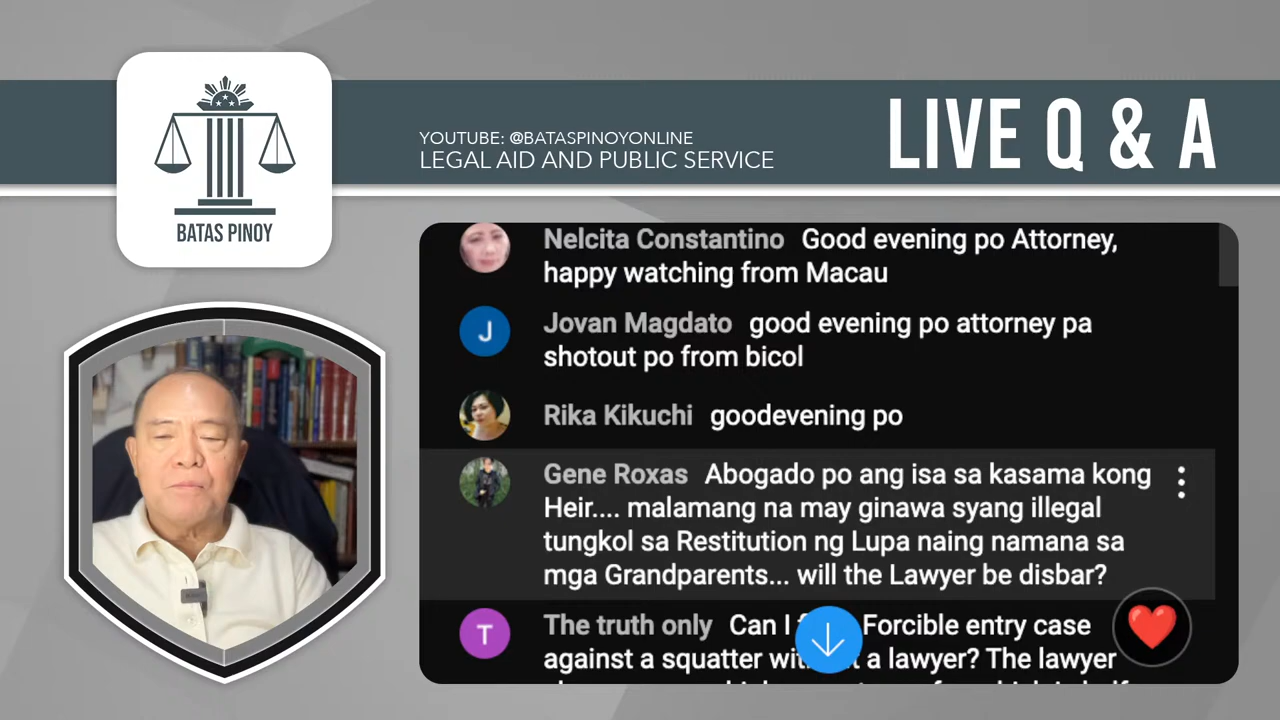 BATAS PINOY
YOUTUBE: @BATASPINOYONLINE
LEGAL AID AND PUBLIC SERVICE
LIVE Q & A
Nelcita Constantino Good evening po Attorney,
happy watching from Macau
J
Jovan Magdato good evening po attorney pa
shotout po from bicol
Rika Kikuchi goodevening po
Gene Roxas Abogado po ang isa sa kasama kong
Heir.... malamang na may ginawa syang illegal
tungkol sa Restitution ng Lupa naing namana sa
mga Grandparents... will the Lawyer be disbar?
T
The truth only Can I Forcible entry case
against a squatter a lawyer? The lawyer